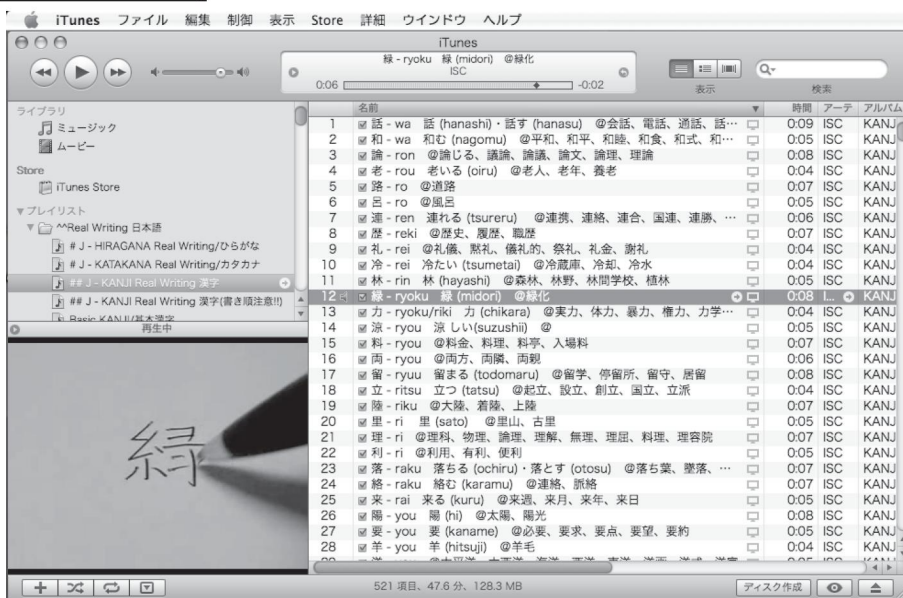 iTunes ファイル 編集 制御 表示 Store 詳細 ウインドウ ヘルプ
iTunes
緑 - ryoku 緑 (midori) @緑化
ISC
0:06 -0:02
表示
検索
ライブラリ
ミュージック
ムービー
Store
iTunes Store
プレイリスト
^^Real Writing 日本語
# J - HIRAGANA Real Writing/ひらがな
# J - KATAKANA Real Writing/カタカナ
## J - KANJI Real Writing 漢字
## J - KANJI Real Writing 漢字(書き順注意!!)
Basic KANJI/基本漢字
再生中
緑
名前 時間 アーテ アルバム
1 話 - wa 話 (hanashi)・話す (hanasu) @会話、電話、通話、話… 0:09 ISC KANJ
2 和 - wa 和む (nagomu) @平和、和平、和睦、和食、和式、和… 0:05 ISC KANJ
3 論 - ron @論じる、議論、論議、論文、論理、理論 0:08 ISC KANJ
4 老 - rou 老いる (oiru) @老人、老年、養老 0:04 ISC KANJ
5 路 - ro @道路 0:07 ISC KANJ
6 呂 - ro @風呂 0:05 ISC KANJ
7 連 - ren 連れる (tsureru) @連携、連絡、連合、国連、連勝、… 0:06 ISC KANJ
8 歴 - reki @歴史、履歴、職歴 0:07 ISC KANJ
9 礼 - rei @礼儀、黙礼、儀礼的、祭礼、礼金、謝礼 0:04 ISC KANJ
10 冷 - rei 冷たい (tsumetai) @冷蔵庫、冷却、冷水 0:04 ISC KANJ
11 林 - rin 林 (hayashi) @森林、林野、林間学校、植林 0:05 ISC KANJ
12 緑 - ryoku 緑 (midori) @緑化 0:08 I... KANJ
13 力 - ryoku/riki 力 (chikara) @実力、体力、暴力、権力、力学… 0:04 ISC KANJ
14 涼 - ryou 涼 しい(suzushii) @ 0:05 ISC KANJ
15 料 - ryou @料金、料理、料亭、入場料 0:07 ISC KANJ
16 両 - ryou @両方、両隣、両親 0:06 ISC KANJ
17 留 - ryuu 留まる (todomaru) @留学、停留所、留守、居留 0:08 ISC KANJ
18 立 - ritsu 立つ (tatsu) @起立、設立、創立、国立、立派 0:04 ISC KANJ
19 陸 - riku @大陸、着陸、上陸 0:07 ISC KANJ
20 里 - ri 里 (sato) @里山、古里 0:05 ISC KANJ
21 理 - ri @理科、物理、論理、理解、無理、理屈、料理、理容院 0:07 ISC KANJ
22 利 - ri @利用、有利、便利 0:05 ISC KANJ
23 落 - raku 落ちる (ochiru)・落とす (otosu) @落ち葉、墜落、… 0:07 ISC KANJ
24 絡 - raku 絡む (karamu) @連絡、脈絡 0:07 ISC KANJ
25 来 - rai 来る (kuru) @来週、来月、来年、来日 0:05 ISC KANJ
26 陽 - you 陽 (hi) @太陽、陽光 0:08 ISC KANJ
27 要 - you 要 (kaname) @必要、要求、要点、要望、要約 0:05 ISC KANJ
28 羊 - you 羊 (hitsuji) @羊毛 0:04 ISC KANJ
521 項目、47.6 分、128.3 MB
ディスク作成